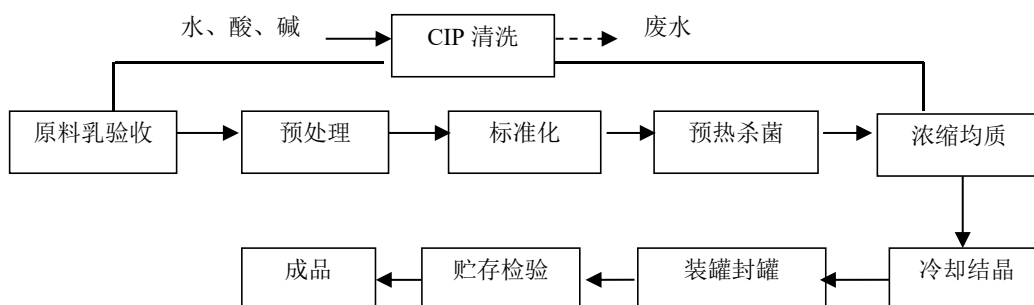 水、酸、碱
CIP 清洗
废水
原料乳验收
预处理
标准化
预热杀菌
浓缩均质
成品
贮存检验
装罐封罐
冷却结晶